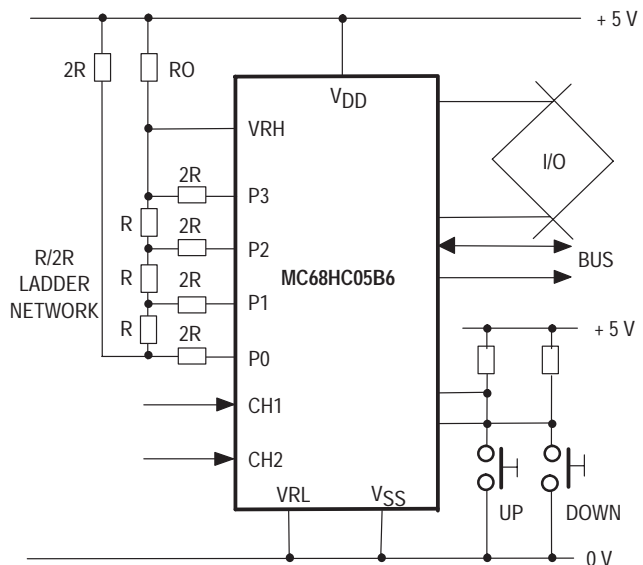 + 5 V
2R
RO
VDD
VRH
I/O
2R
P3
R
2R
P2
R/2R
LADDER
NETWORK
R
MC68HC05B6
BUS
2R
P1
R
2R
P0
+ 5 V
CH1
CH2
VRL
VSS
UP
DOWN
0 V